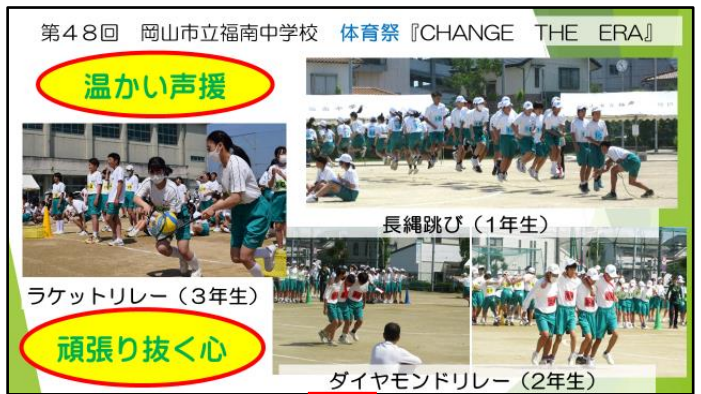 第48回 岡山市立福南中学校 体育祭『CHANGE THE ERA』
温かい声援
長縄跳び（1年生）
ラケットリレー（3年生）
頑張り抜く心
ダイヤモンドリレー（2年生）